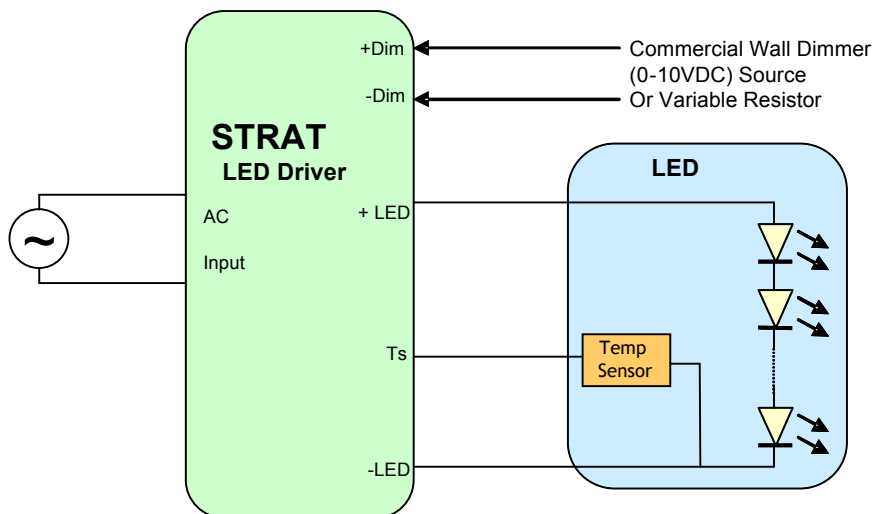 +Dim
Commercial Wall Dimmer
(0-10VDC) Source
-Dim
Or Variable Resistor
STRAT
LED Driver
LED
AC
+ LED
Input
~
Ts
Temp
Sensor
-LED